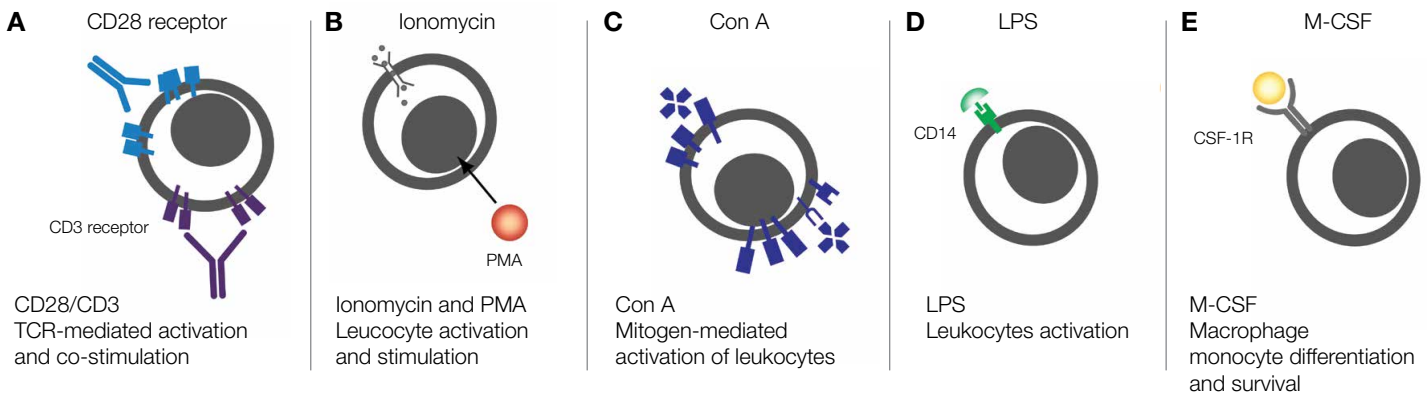 A
CD28 receptor
CD3 receptor
CD28/CD3
TCR-mediated activation
and co-stimulation
B
Ionomycin
PMA
Ionomycin and PMA
Leucocyte activation
and stimulation
C
Con A
Con A
Mitogen-mediated
activation of leukocytes
D
LPS
CD14
LPS
Leukocytes activation
E
M-CSF
CSF-1R
M-CSF
Macrophage
monocyte differentiation
and survival